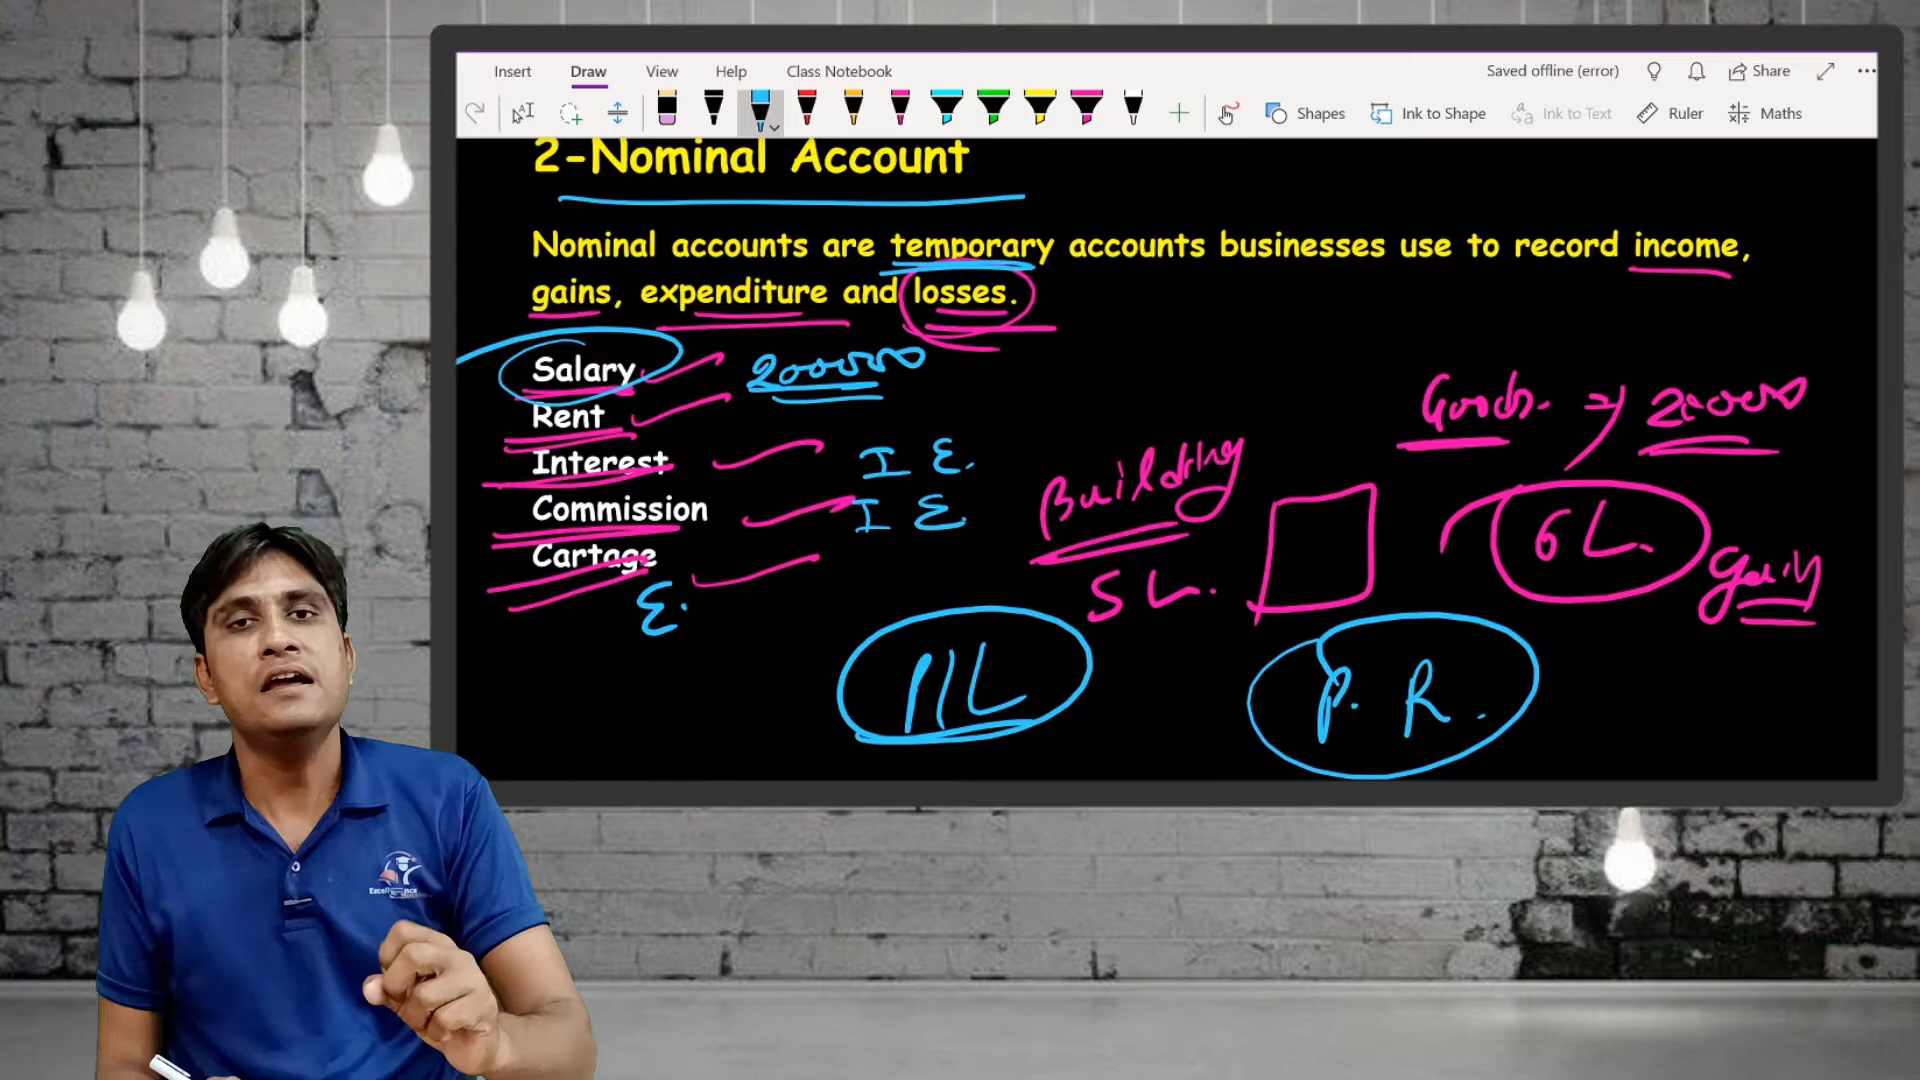 Insert Draw View Help Class Notebook Saved offline (error) Share
Ink to Shape Ink to Text Ruler Maths Shapes
2-Nominal Account
Nominal accounts are temporary accounts businesses use to record income,
gains, expenditure and losses.
Salary
Rent
Interest I E.
Commission I E
Cartage
E.
Goods.
Building
5 L.
6 L.
Gain
P/L
P. R.